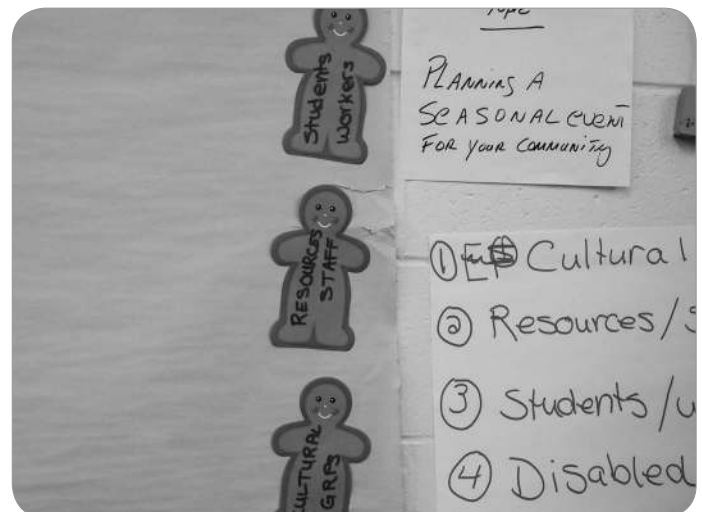 Students
Workers
RESOURCES
STAFF
CULTURAL
GRPS
Topic
PLANNING A
SEASONAL EVENT
FOR YOUR COMMUNITY
① Cultural
② Resources/
③ Students/
④ Disabled